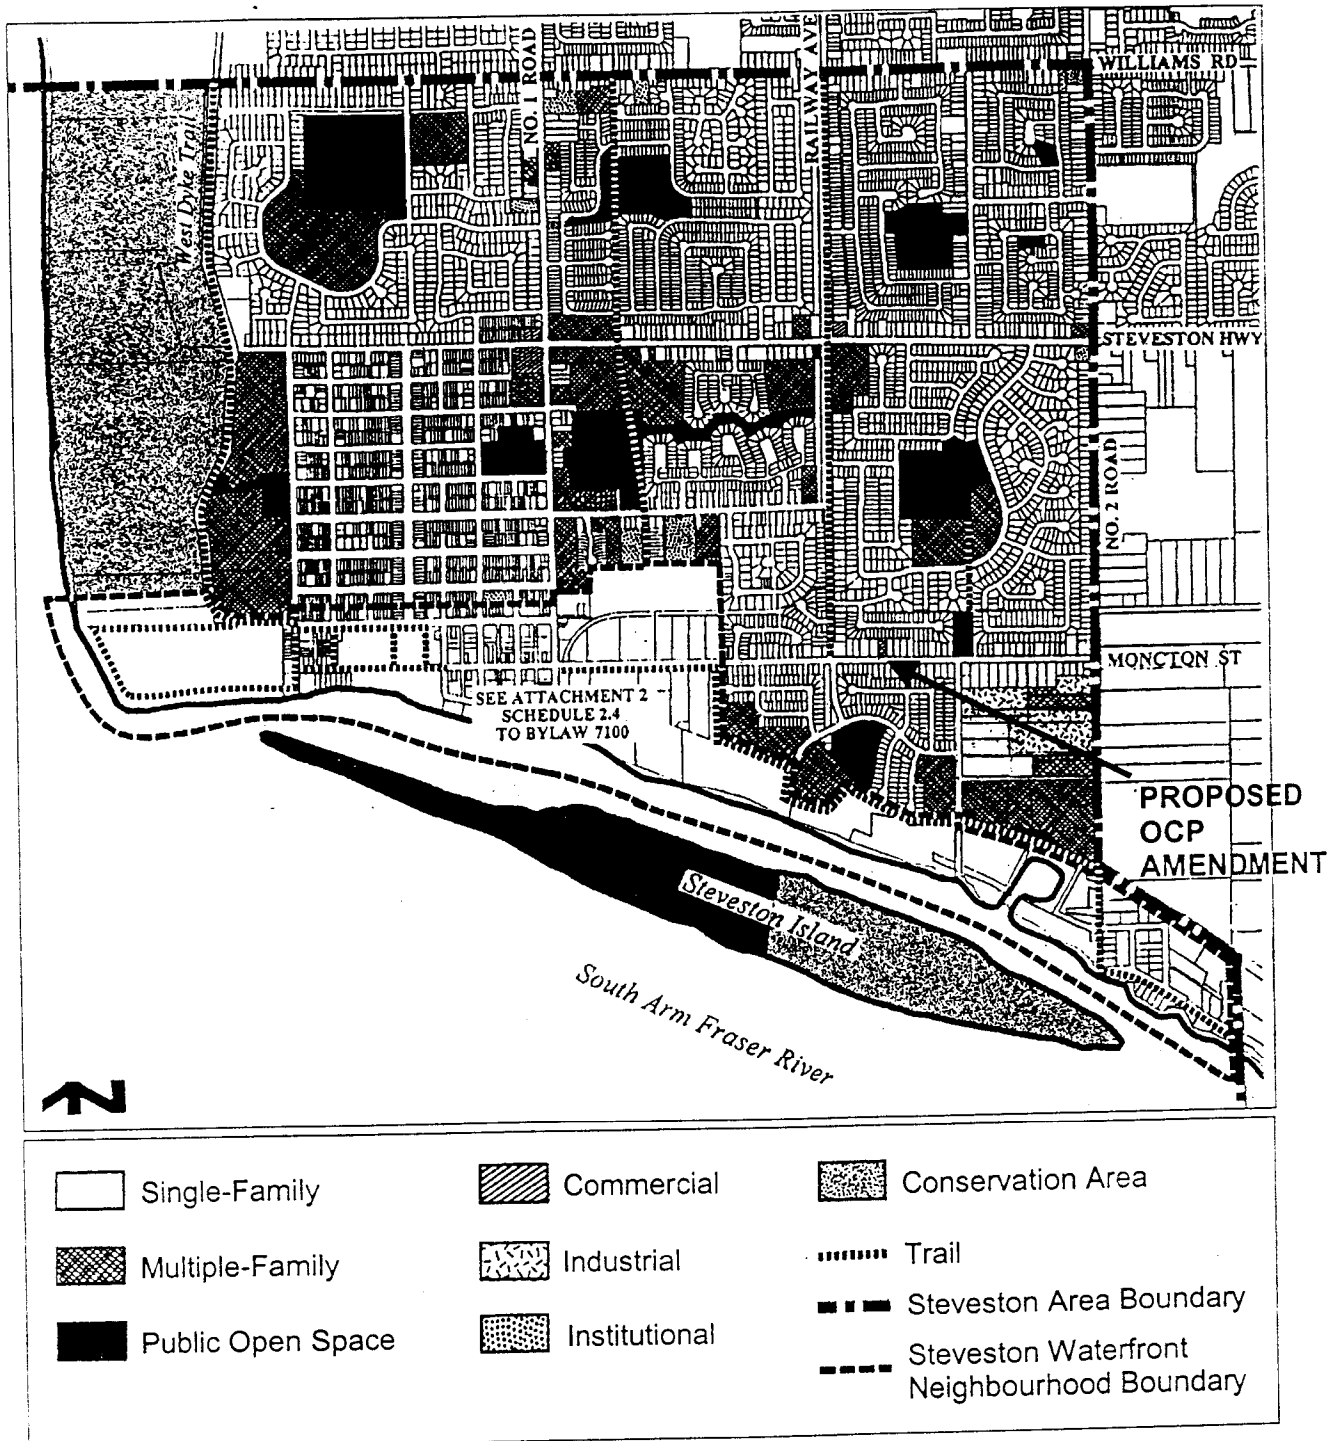 WILLIAMS RD
NO. 1 ROAD
RAILWAY AVE
West Dyke Trail
STEVESTON HWY
NO. 2 ROAD
MONCTON ST
SEE ATTACHMENT 2
SCHEDULE 2.4
TO BYLAW 7100
PROPOSED
OCP
AMENDMENT
Steveston Island
South Arm Fraser River
Single-Family
Commercial
Conservation Area
Multiple-Family
Industrial
Trail
Public Open Space
Institutional
Steveston Area Boundary
Steveston Waterfront
Neighbourhood Boundary